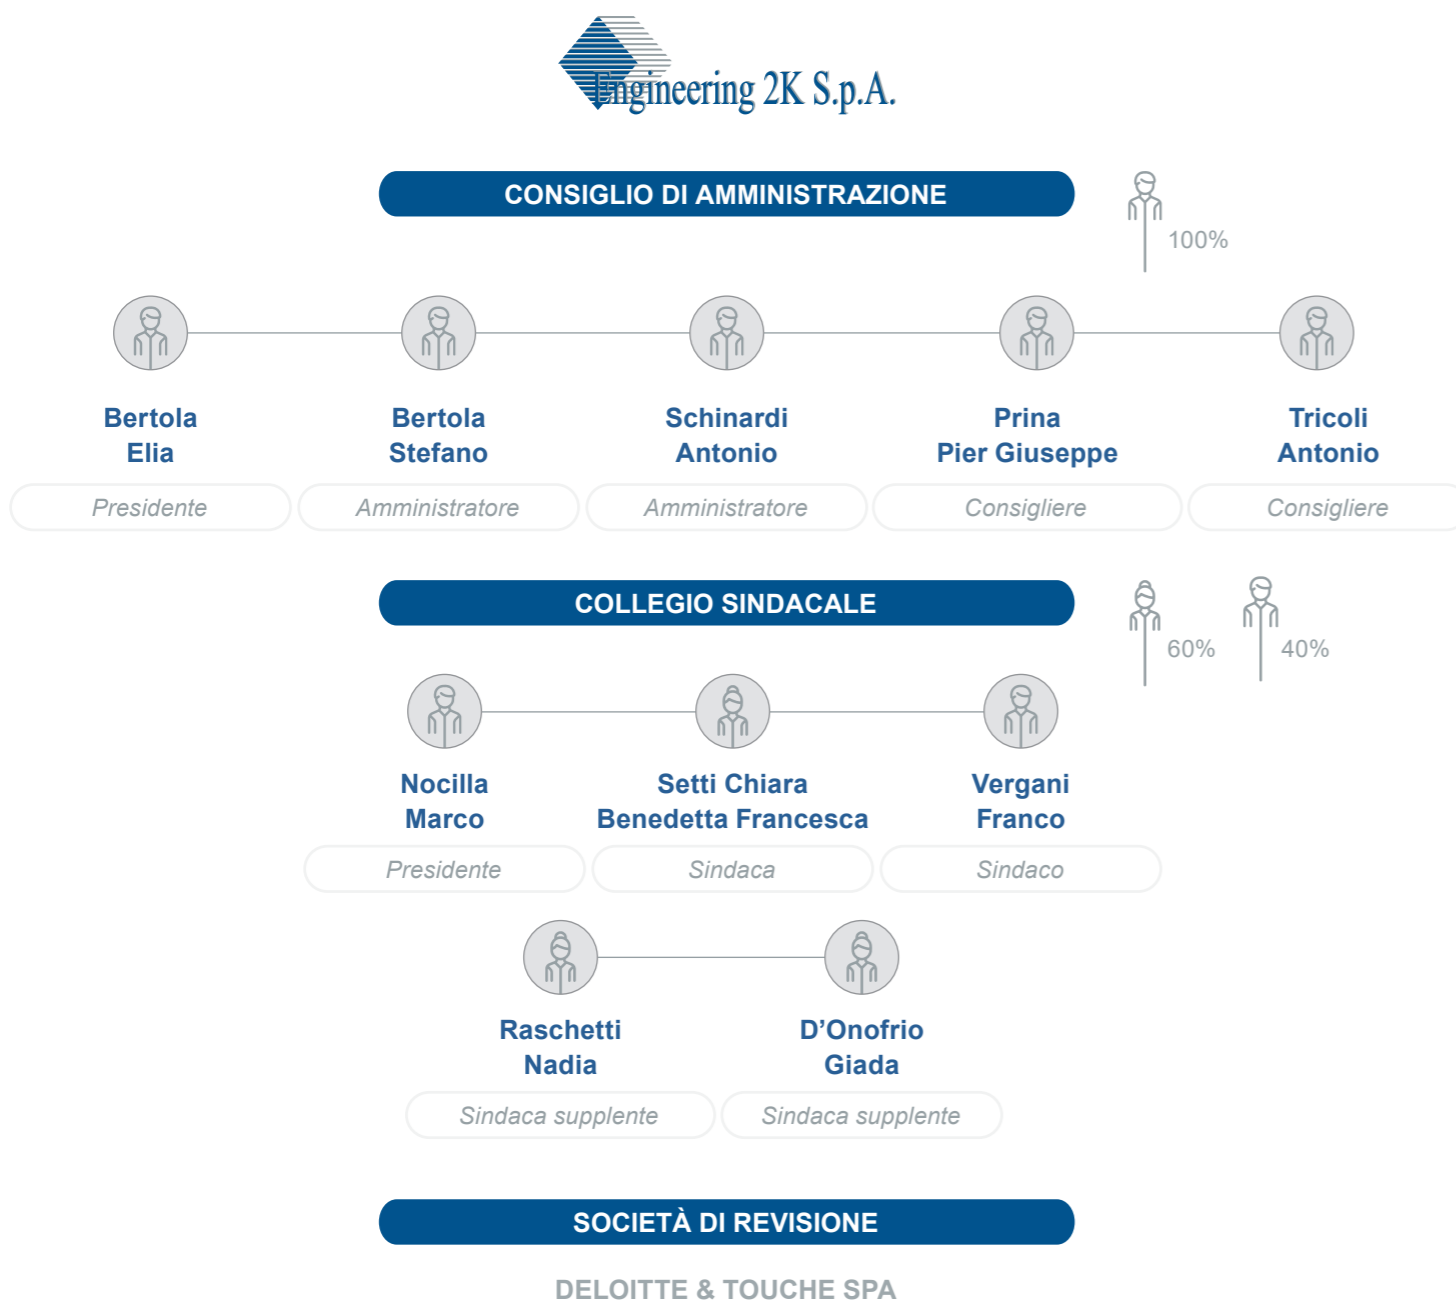 Engineering 2K S.p.A.
CONSIGLIO DI AMMINISTRAZIONE
100%
Bertola
Elia
Presidente
Bertola
Stefano
Amministratore
Schinardi
Antonio
Amministratore
Prina
Pier Giuseppe
Consigliere
Tricoli
Antonio
Consigliere
COLLEGIO SINDACALE
60%
40%
Nocilla
Marco
Presidente
Setti Chiara
Benedetta Francesca
Sindaca
Vergani
Franco
Sindaco
Raschetti
Nadia
Sindaca supplente
D'Onofrio
Giada
Sindaca supplente
SOCIETÀ DI REVISIONE
DELOITTE & TOUCHE SPA